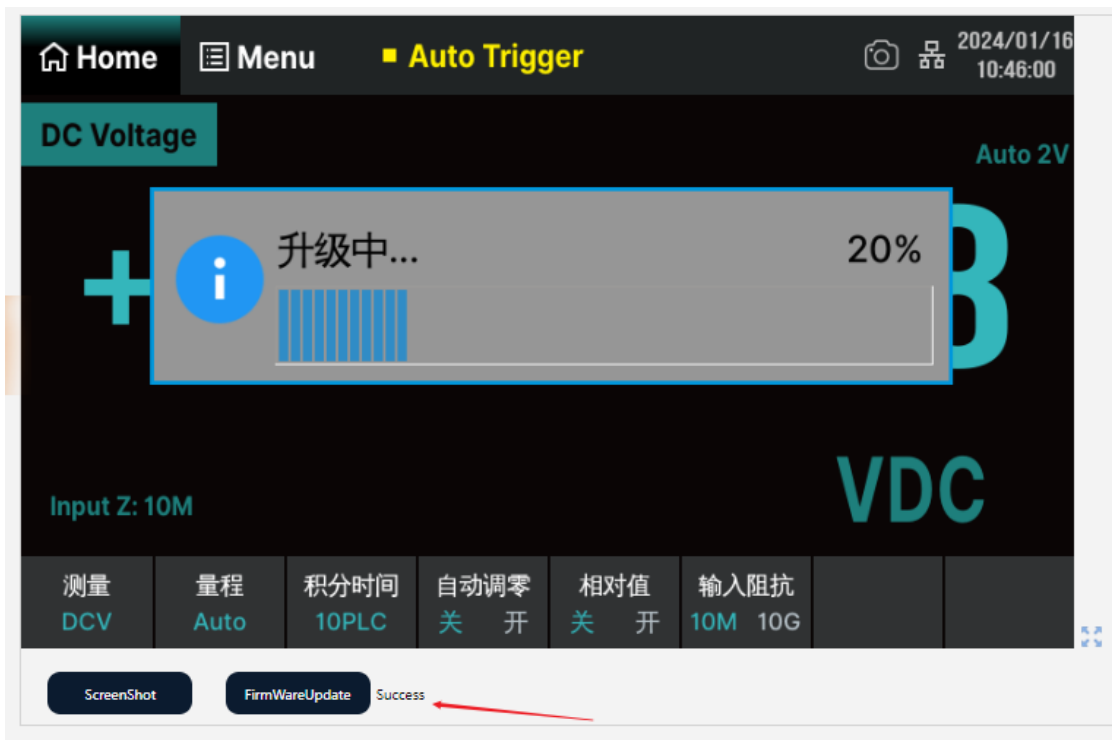 Home Menu Auto Trigger 2024/01/16
10:46:00
DC Voltage
Auto 2V
升级中... 20%
+ 3
VDC
Input Z: 10M
测量 量程 积分时间 自动调零 相对值 输入阻抗
DCV Auto 10PLC 关 开 关 开 10M 10G
ScreenShot FirmWareUpdate Success